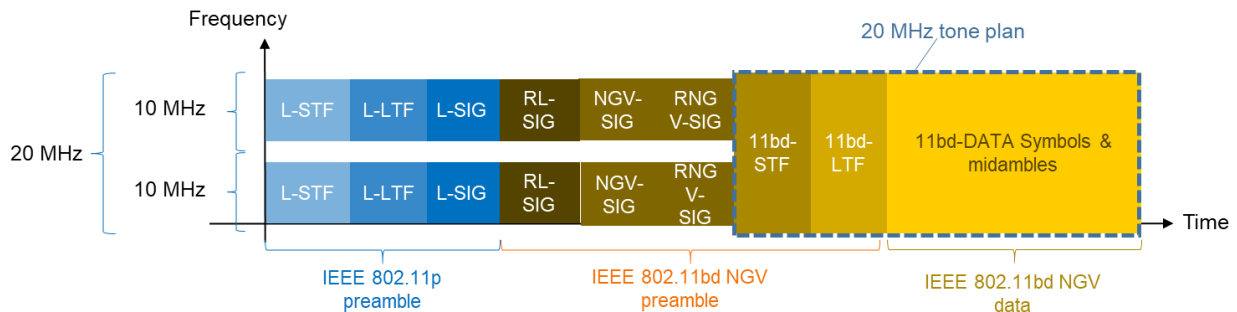 Frequency
20 MHz tone plan
20 MHz
10 MHz
10 MHz
L-STF
L-LTF
L-SIG
RL-
SIG
NGV-
SIG
RNG
V-SIG
L-STF
L-LTF
L-SIG
RL-
SIG
NGV-
SIG
RNG
V-
SIG
11bd-
STF
11bd-
LTF
11bd-DATA Symbols &
midambles
Time
IEEE 802.11p
preamble
IEEE 802.11bd NGV
preamble
IEEE 802.11bd NGV
data